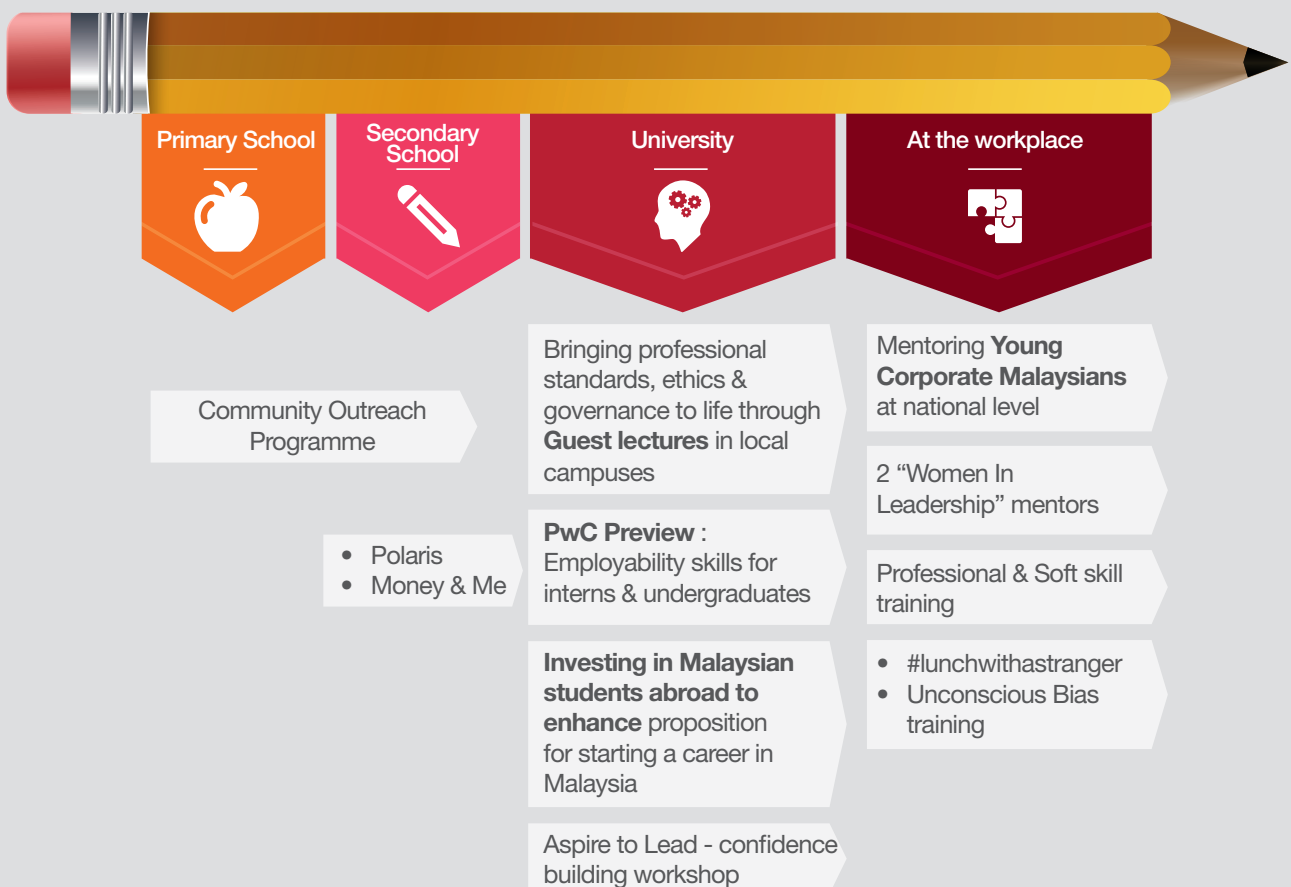 Primary School
Secondary
School
University
At the workplace
Community Outreach
Programme
• Polaris
• Money & Me
Bringing professional
standards, ethics &
governance to life through
Guest lectures in local
campuses
PwC Preview :
Employability skills for
interns & undergraduates
Investing in Malaysian
students abroad to
enhance proposition
for starting a career in
Malaysia
Aspire to Lead - confidence
building workshop
Mentoring Young
Corporate Malaysians
at national level
2 “Women In
Leadership” mentors
Professional & Soft skill
training
• #lunchwithastranger
• Unconscious Bias
training